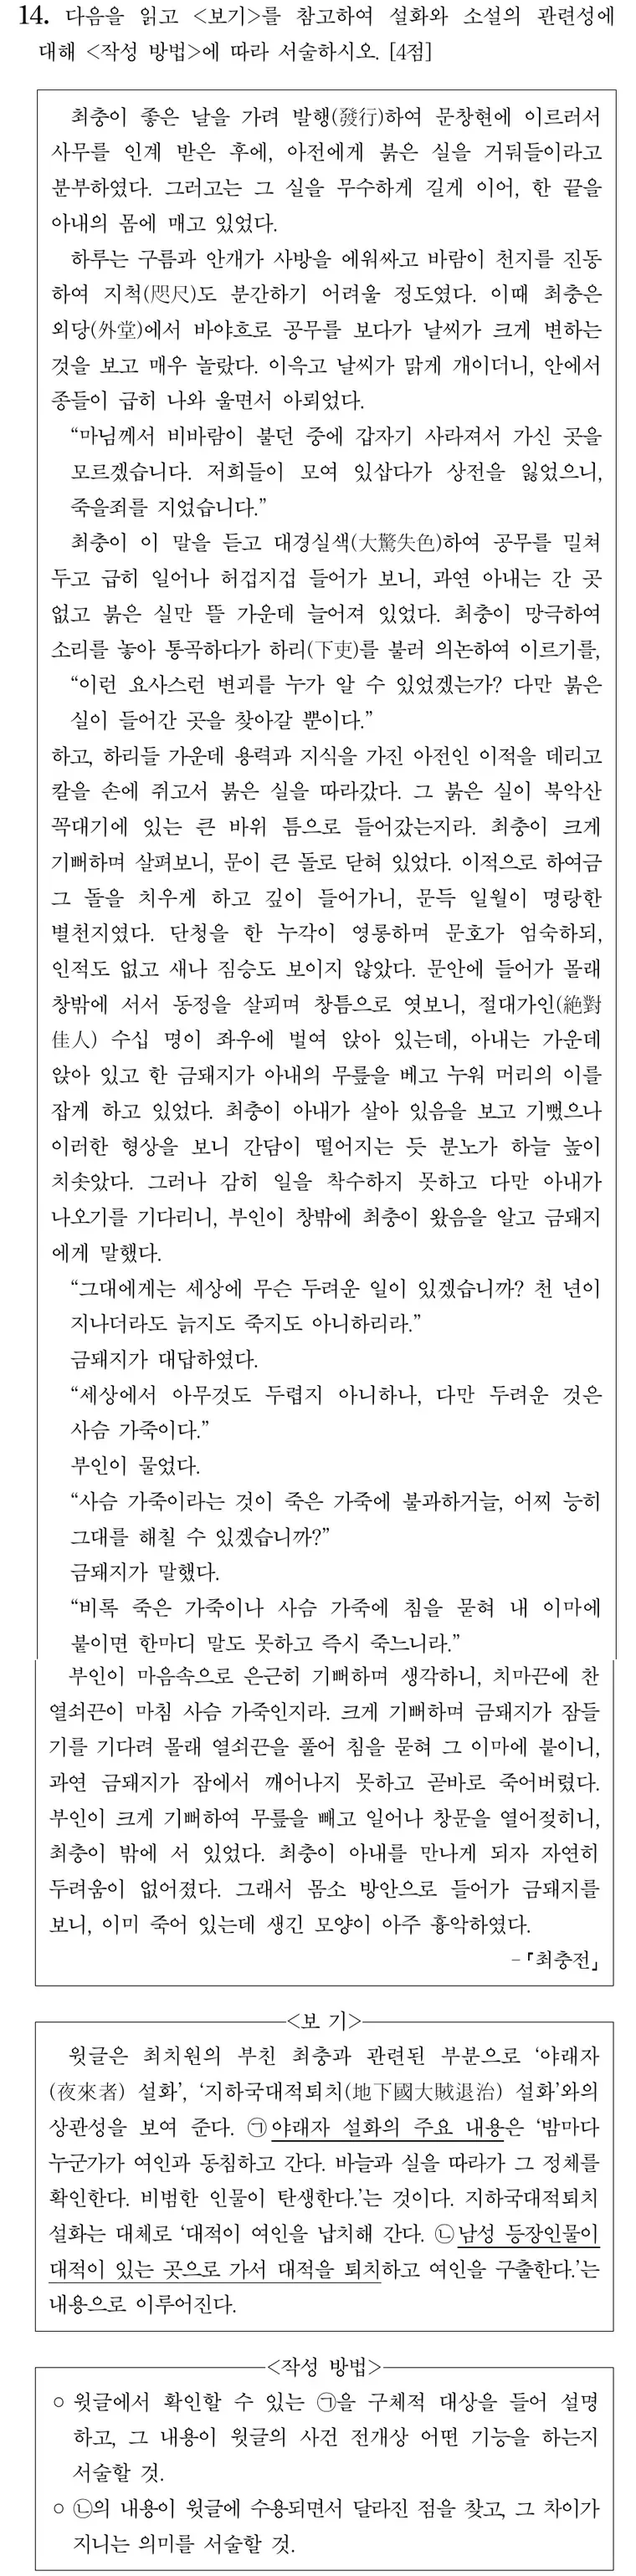 14. 다음을 읽고 <보기>를 참고하여 설화와 소설의 관련성에
대해 <작성 방법>에 따라 서술하시오. [4점]
최충이 좋은 날을 가려 발행(發行)하여 문창현에 이르러서
사무를 인계 받은 후에, 아전에게 붉은 실을 거둬들이라고
분부하였다. 그러고는 그 실을 무수하게 길게 이어, 한 끝을
아내의 몸에 매고 있었다.
하루는 구름과 안개가 사방을 에워싸고 바람이 천지를 진동
하여 지척(咫尺)도 분간하기 어려울 정도였다. 이때 최충은
외당(外堂)에서 바야흐로 공무를 보다가 날씨가 크게 변하는
것을 보고 매우 놀랐다. 이윽고 날씨가 맑게 개이더니, 안에서
종들이 급히 나와 울면서 아뢰었다.
“마님께서 비바람이 불던 중에 갑자기 사라져서 가신 곳을
모르겠습니다. 저희들이 모여 있삽다가 상전을 잃었으니,
죽을죄를 지었습니다.”
최충이 이 말을 듣고 대경실색(大驚失色)하여 공무를 밀쳐
두고 급히 일어나 허겁지겁 들어가 보니, 과연 아내는 간 곳
없고 붉은 실만 뜰 가운데 늘어져 있었다. 최충이 망극하여
소리를 놓아 통곡하다가 하리(下吏)를 불러 의논하여 이르기를,
“이런 요사스런 변괴를 누가 알 수 있었겠는가? 다만 붉은
실이 들어간 곳을 찾아갈 뿐이다.”
하고, 하리들 가운데 용력과 지식을 가진 아전인 이적을 데리고
칼을 손에 쥐고서 붉은 실을 따라갔다. 그 붉은 실이 북악산
꼭대기에 있는 큰 바위 틈으로 들어갔는지라. 최충이 크게
기뻐하며 살펴보니, 문이 큰 돌로 닫혀 있었다. 이적으로 하여금
그 돌을 치우게 하고 깊이 들어가니, 문득 일월이 명랑한
별천지였다. 단청을 한 누각이 영롱하며 문호가 엄숙하되,
인적도 없고 새나 짐승도 보이지 않았다. 문안에 들어가 몰래
창밖에 서서 동정을 살피며 창틈으로 엿보니, 절대가인(絶對
佳人) 수십 명이 좌우에 벌여 앉아 있는데, 아내는 가운데
앉아 있고 한 금돼지가 아내의 무릎을 베고 누워 머리의 이를
잡게 하고 있었다. 최충이 아내가 살아 있음을 보고 기뻤으나
이러한 형상을 보니 간담이 떨어지는 듯 분노가 하늘 높이
치솟았다. 그러나 감히 일을 착수하지 못하고 다만 아내가
나오기를 기다리니, 부인이 창밖에 최충이 왔음을 알고 금돼지
에게 말했다.
“그대에게는 세상에 무슨 두려운 일이 있겠습니까? 천 년이
지나더라도 늙지도 죽지도 아니하리라.”
금돼지가 대답하였다.
“세상에서 아무것도 두렵지 아니하나, 다만 두려운 것은
사슴 가죽이다.”
부인이 물었다.
“사슴 가죽이라는 것이 죽은 가죽에 불과하거늘, 어찌 능히
그대를 해칠 수 있겠습니까?”
금돼지가 말했다.
“비록 죽은 가죽이나 사슴 가죽에 침을 묻혀 내 이마에
붙이면 한마디 말도 못하고 즉시 죽느니라.”
부인이 마음속으로 은근히 기뻐하며 생각하니, 치마끈에 찬
열쇠끈이 마침 사슴 가죽인지라. 크게 기뻐하며 금돼지가 잠들
기를 기다려 몰래 열쇠끈을 풀어 침을 묻혀 그 이마에 붙이니,
과연 금돼지가 잠에서 깨어나지 못하고 곧바로 죽어버렸다.
부인이 크게 기뻐하여 무릎을 빼고 일어나 창문을 열어젖히니,
최충이 밖에 서 있었다. 최충이 아내를 만나게 되자 자연히
두려움이 없어졌다. 그래서 몸소 방안으로 들어가 금돼지를
보니, 이미 죽어 있는데 생긴 모양이 아주 흉악하였다.
-『최충전』
<보 기>
윗글은 최치원의 부친 최충과 관련된 부분으로 ‘야래자
(夜來者) 설화’, ‘지하국대적퇴치(地下國大賊退治) 설화’와의
상관성을 보여 준다. ㉠야래자 설화의 주요 내용은 ‘밤마다
누군가가 여인과 동침하고 간다. 바늘과 실을 따라가 그 정체를
확인한다. 비범한 인물이 탄생한다.’는 것이다. 지하국대적퇴치
설화는 대체로 ‘대적이 여인을 납치해 간다. ㉡남성 등장인물이
대적이 있는 곳으로 가서 대적을 퇴치하고 여인을 구출한다.’는
내용으로 이루어진다.
<작성 방법>
○ 윗글에서 확인할 수 있는 ㉠을 구체적 대상을 들어 설명
하고, 그 내용이 윗글의 사건 전개상 어떤 기능을 하는지
서술할 것.
○ ㉡의 내용이 윗글에 수용되면서 달라진 점을 찾고, 그 차이가
지니는 의미를 서술할 것.